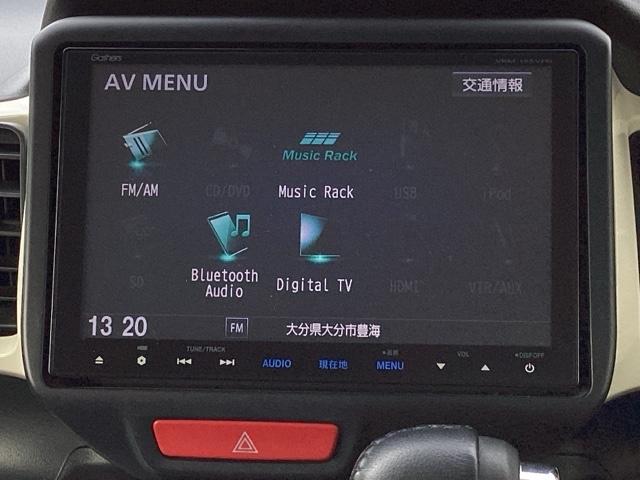 Gathers
AV MENU
交通情報
Music Rack
FM/AM
CD/DVD
Music Rack
USB
iPod
SD
Bluetooth
Audio
Digital TV
HDMI
VTR/AUX
13 20
FM
大分県大分市豊海
TUNE/TRACK
AUDIO
現在地
MENU
VOL
DISP.OFF